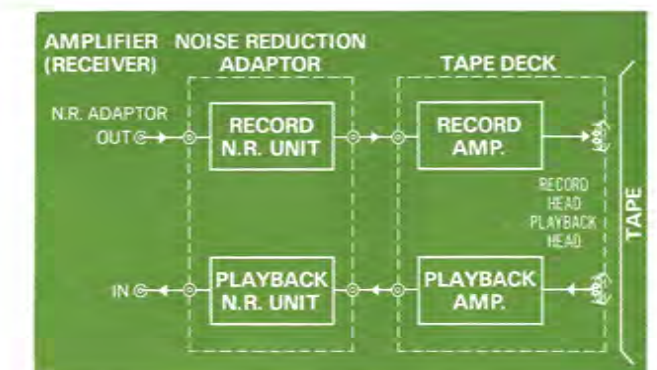 AMPLIFIER
(RECEIVER)
NOISE REDUCTION
ADAPTOR
TAPE DECK
N.R. ADAPTOR
OUT
RECORD
N.R. UNIT
RECORD
AMP.
RECORD
HEAD
PLAYBACK
HEAD
TAPE
IN
PLAYBACK
N.R. UNIT
PLAYBACK
AMP.